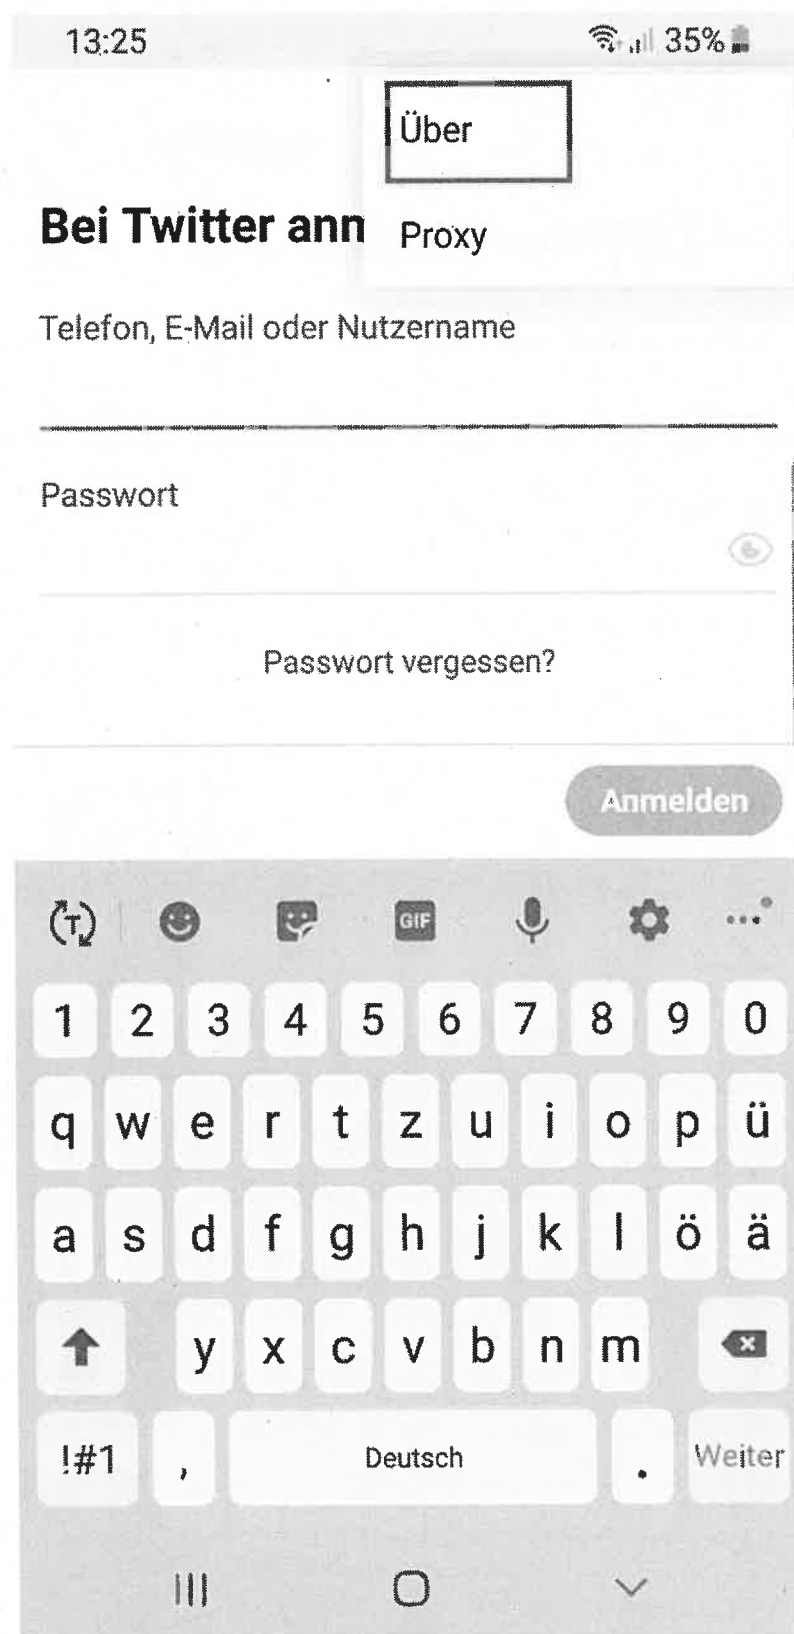 13:25 35%
Über
Bei Twitter ann
Proxy
Telefon, E-Mail oder Nutzername
Passwort
Passwort vergessen?
Anmelden
T GIF
1 2 3 4 5 6 7 8 9 0
q w e r t z u i o p ü
a s d f g h j k l ö ä
y x c v b n m
!#1 , Deutsch . Weiter